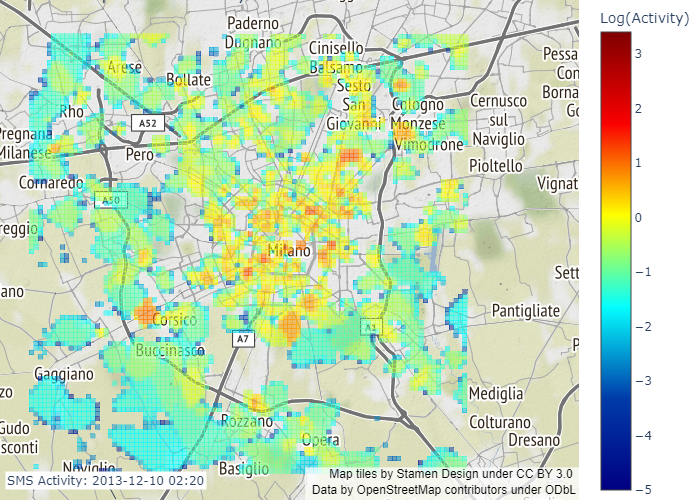 Paderno
Dugnano
Cinisello
Balsamo
Arese
Bollate
Sesto
San
Giovanni
Cologno
Monzese
Pessa
Con
Borna
Go
Rho
A52
Cernusco
sul
Naviglio
Pregnana
Milanese
Pero
Vimodrone
Pioltello
Cornaredo
Vignat
A50
reggio
Milano
Sett
ano
Pantigliate
Corsico
A1
A7
Buccinasco
P
Gaggiano
zo
Mediglia
Rozzano
Colturano
Gudo
sconti
Opera
Dresano
Noviglio
Basiglio
SMS Activity: 2013-12-10 02:20
Map tiles by Stamen Design under CC BY 3.0
Data by OpenStreetMap contributors under ODbL
Log(Activity)
3
2
1
0
−1
−2
−3
−4
−5